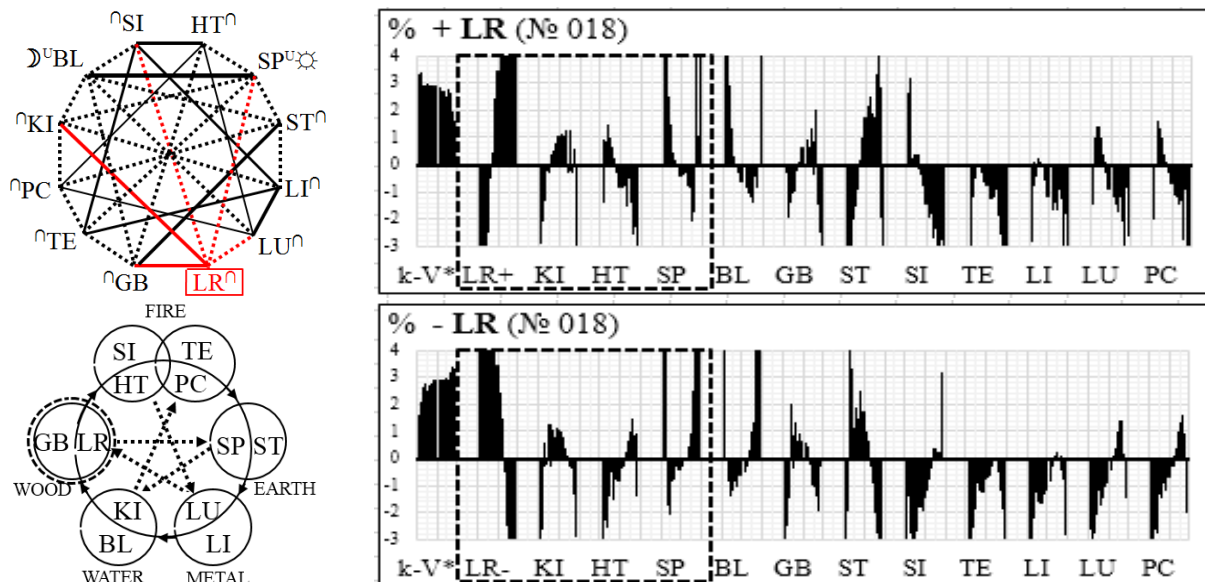 ∩SI HT∩
☽ᵁBL SPᵁ☼
∩KI ST∩
∩PC LI∩
∩TE LU∩
∩GB LR∩
FIRE
SI TE
HT PC
GB LR SP ST
WOOD EARTH
KI LU
BL LI
WATER METAL
% + LR (№ 018)
4
3
2
1
0
-1
-2
-3
k-V* LR+ KI HT SP BL GB ST SI TE LI LU PC
% - LR (№ 018)
4
3
2
1
0
-1
-2
-3
k-V* LR- KI HT SP BL GB ST SI TE LI LU PC